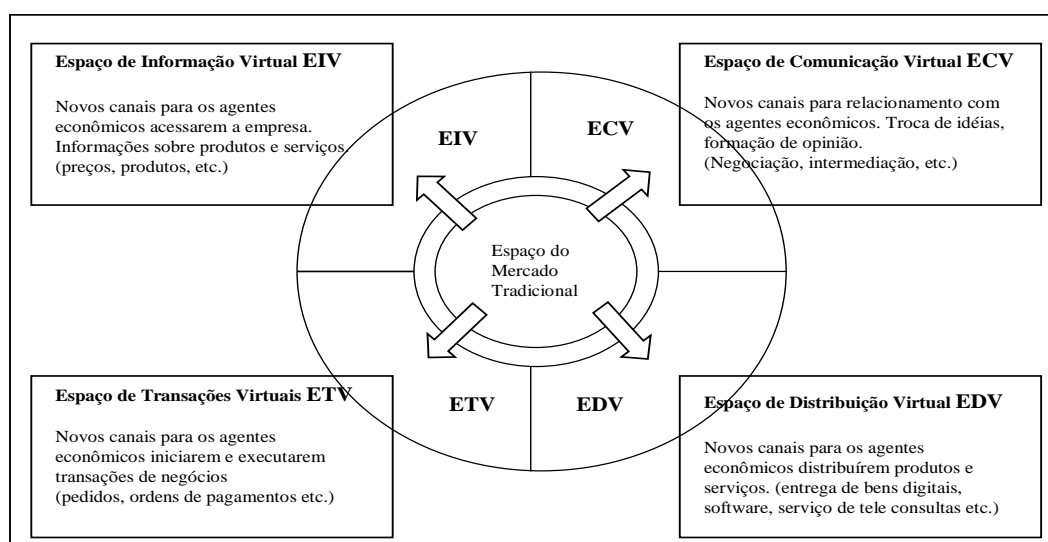 Espaço de Informação Virtual EIV
Novos canais para os agentes
econômicos acessarem a empresa.
Informações sobre produtos e serviços.
(preços, produtos, etc.)
Espaço de Comunicação Virtual ECV
Novos canais para relacionamento com
os agentes econômicos. Troca de idéias,
formação de opinião.
(Negociação, intermediação, etc.)
EIV
ECV
Espaço do
Mercado
Tradicional
ETV
EDV
Espaço de Transações Virtuais ETV
Novos canais para os agentes
econômicos iniciarem e executarem
transações de negócios
(pedidos, ordens de pagamentos etc.)
Espaço de Distribuição Virtual EDV
Novos canais para os agentes
econômicos distribuírem produtos e
serviços. (entrega de bens digitais,
software, serviço de tele consultas etc.)